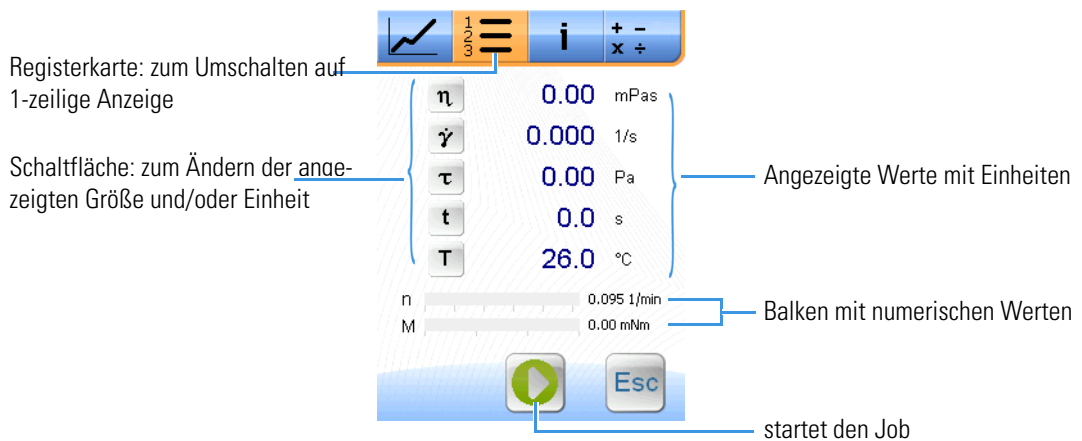 1 2 3 i + − x ÷
Registerkarte: zum Umschalten auf
1-zeilige Anzeige
Schaltfläche: zum Ändern der ange-
zeigten Größe und/oder Einheit
η 0.00 mPas
γ̇ 0.000 1/s
τ 0.00 Pa
t 0.0 s
T 26.0 °C
Angezeigte Werte mit Einheiten
n 0.095 1/min
M 0.00 mNm
Balken mit numerischen Werten
Esc
startet den Job